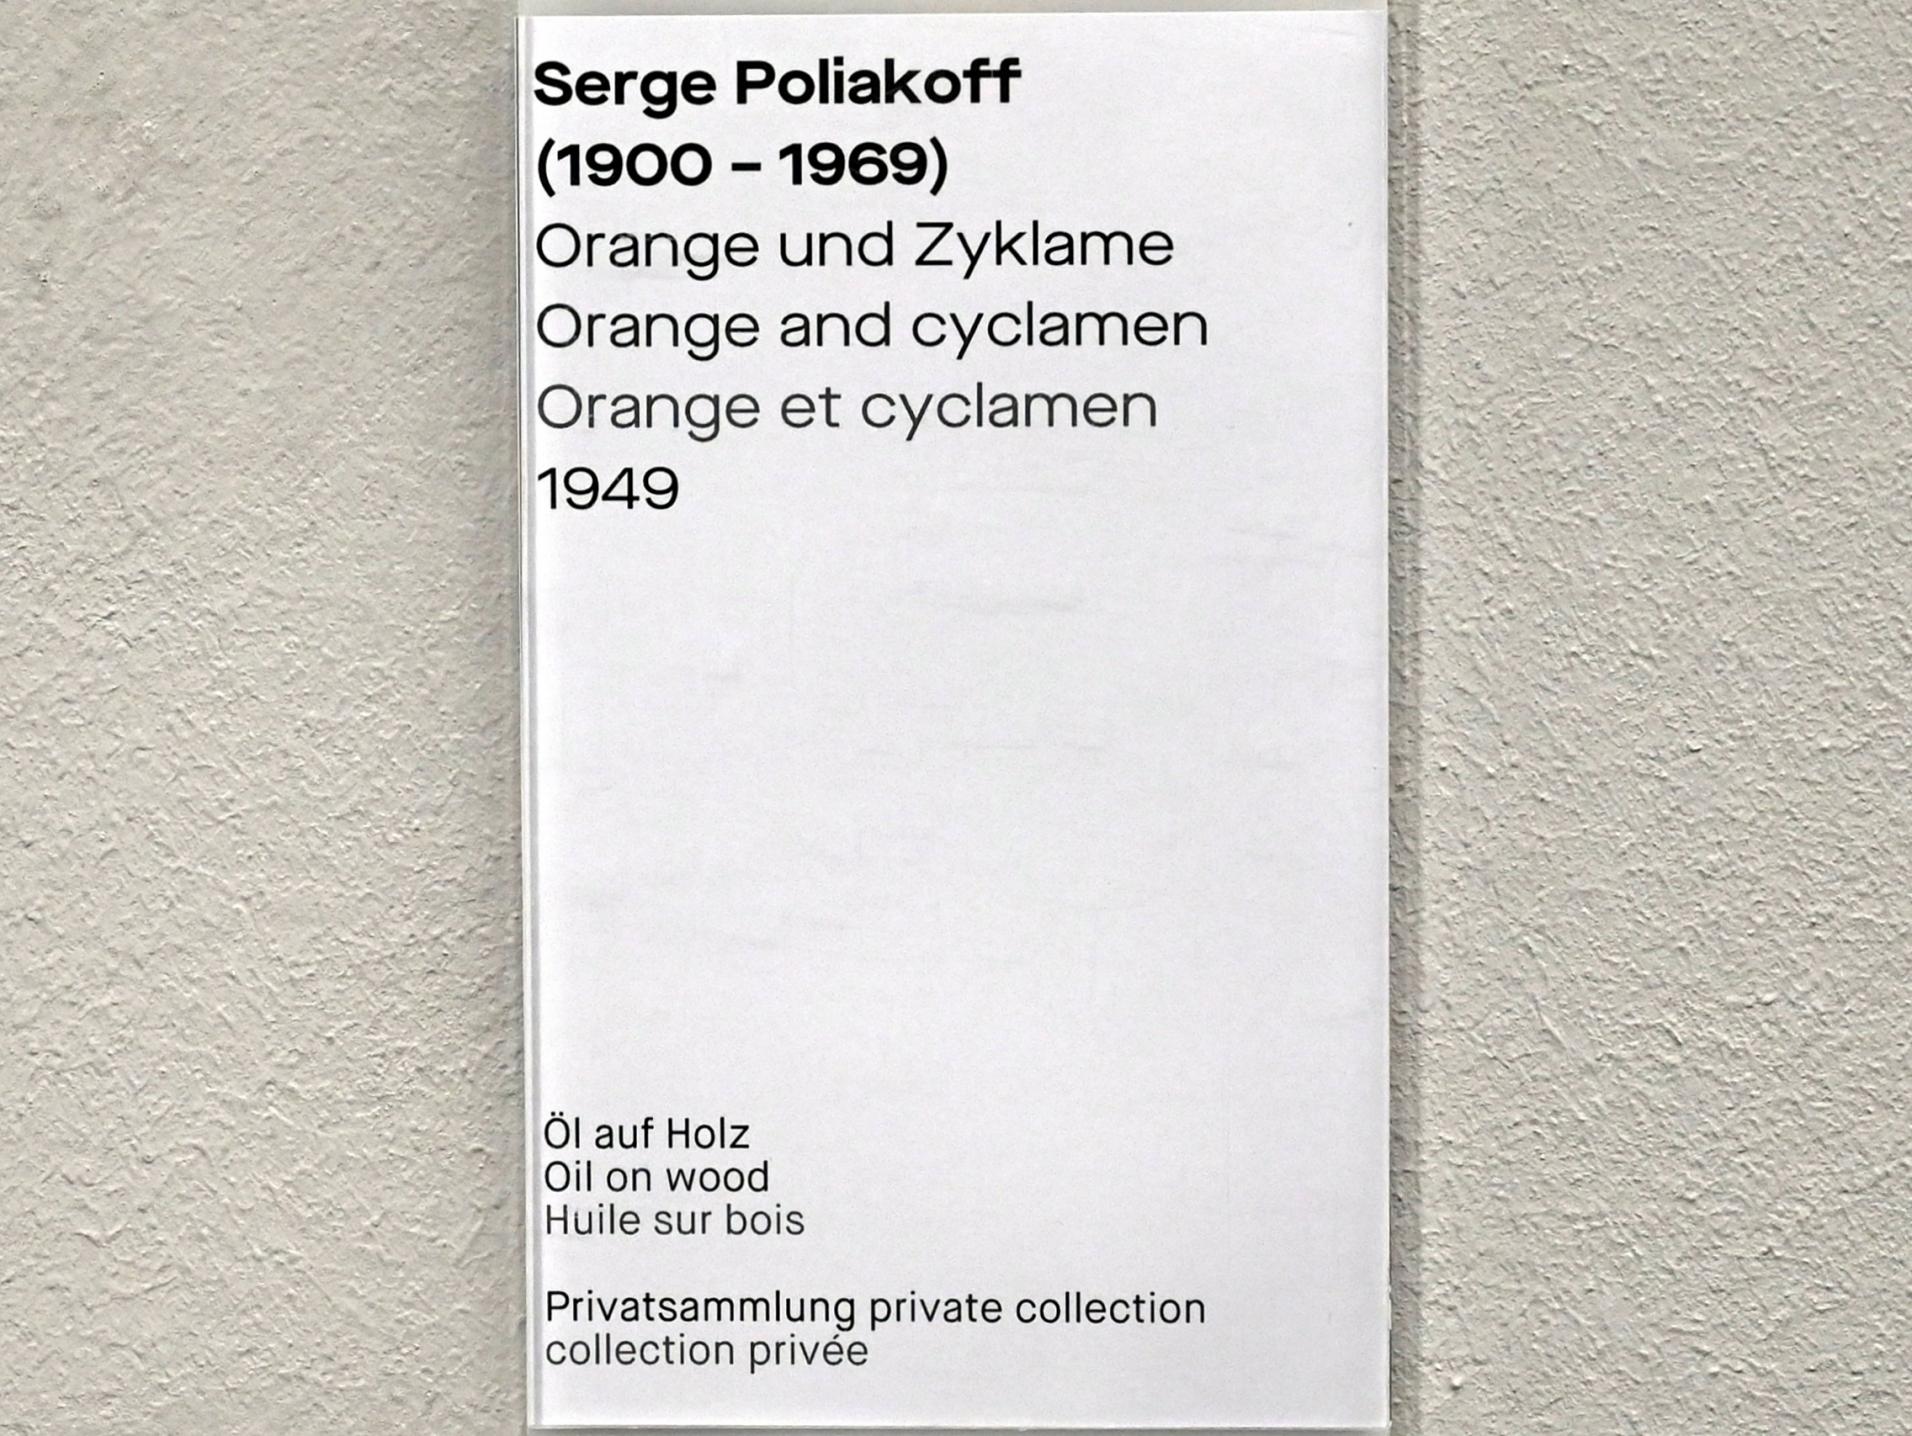 Serge Poliakoff
(1900 – 1969)
Orange und Zyklame
Orange and cyclamen
Orange et cyclamen
1949
Öl auf Holz
Oil on wood
Huile sur bois
Privatsammlung private collection
collection privée